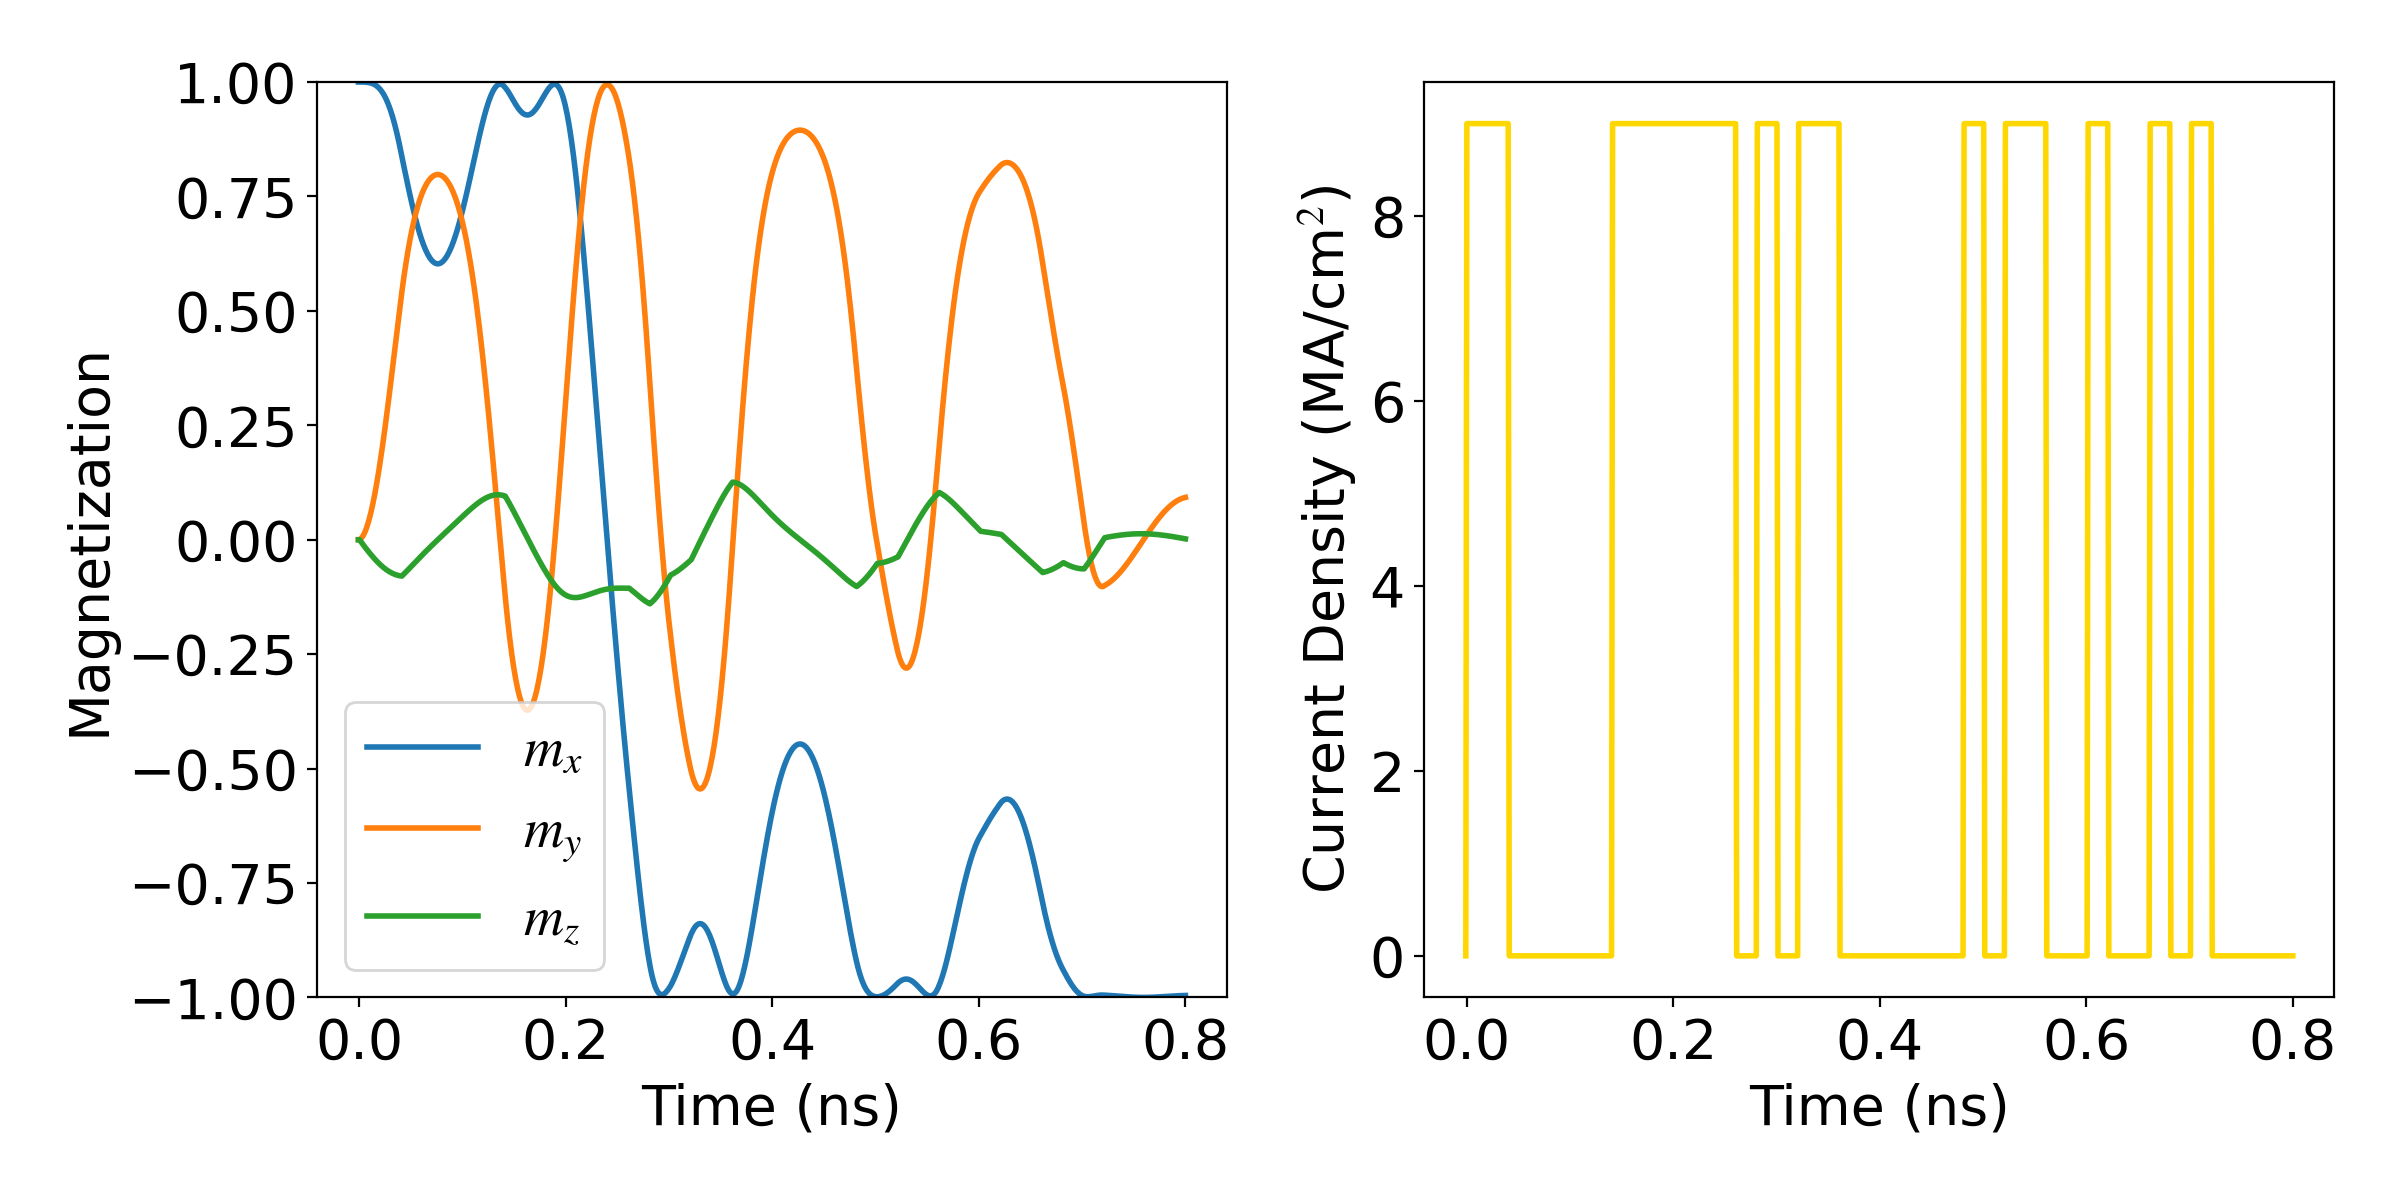 Magnetization
1.00
0.75
0.50
0.25
0.00
−0.25
−0.50
−0.75
−1.00
m_x
m_y
m_z
0.0 0.2 0.4 0.6 0.8
Time (ns)
Current Density (MA/cm²)
8
6
4
2
0
0.0 0.2 0.4 0.6 0.8
Time (ns)